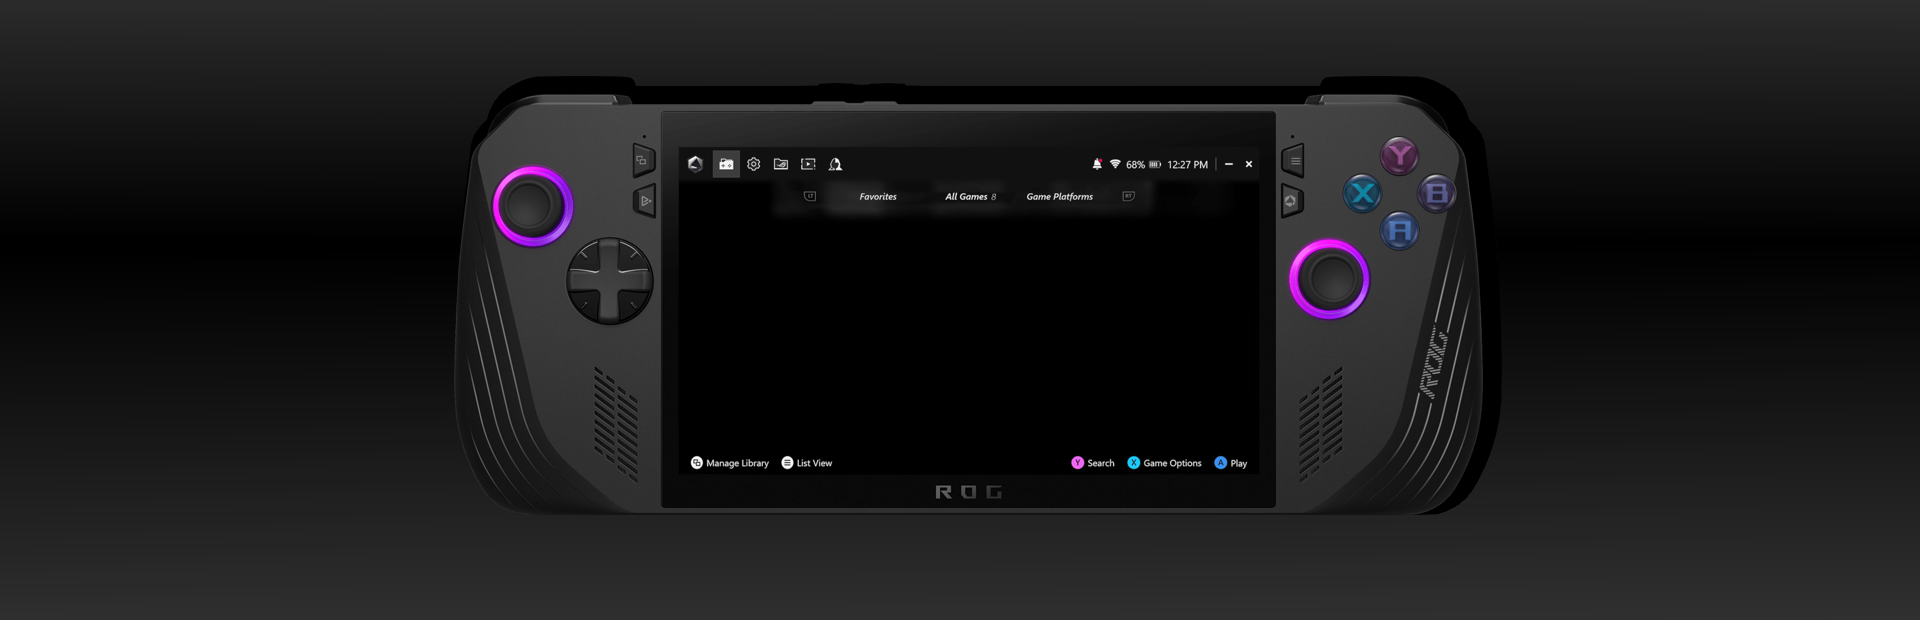 68% 12:27 PM
LT Favorites All Games 8 Game Platforms RT
Y
X B
A
ROG
Manage Library List View Y Search X Game Options A Play
ROG